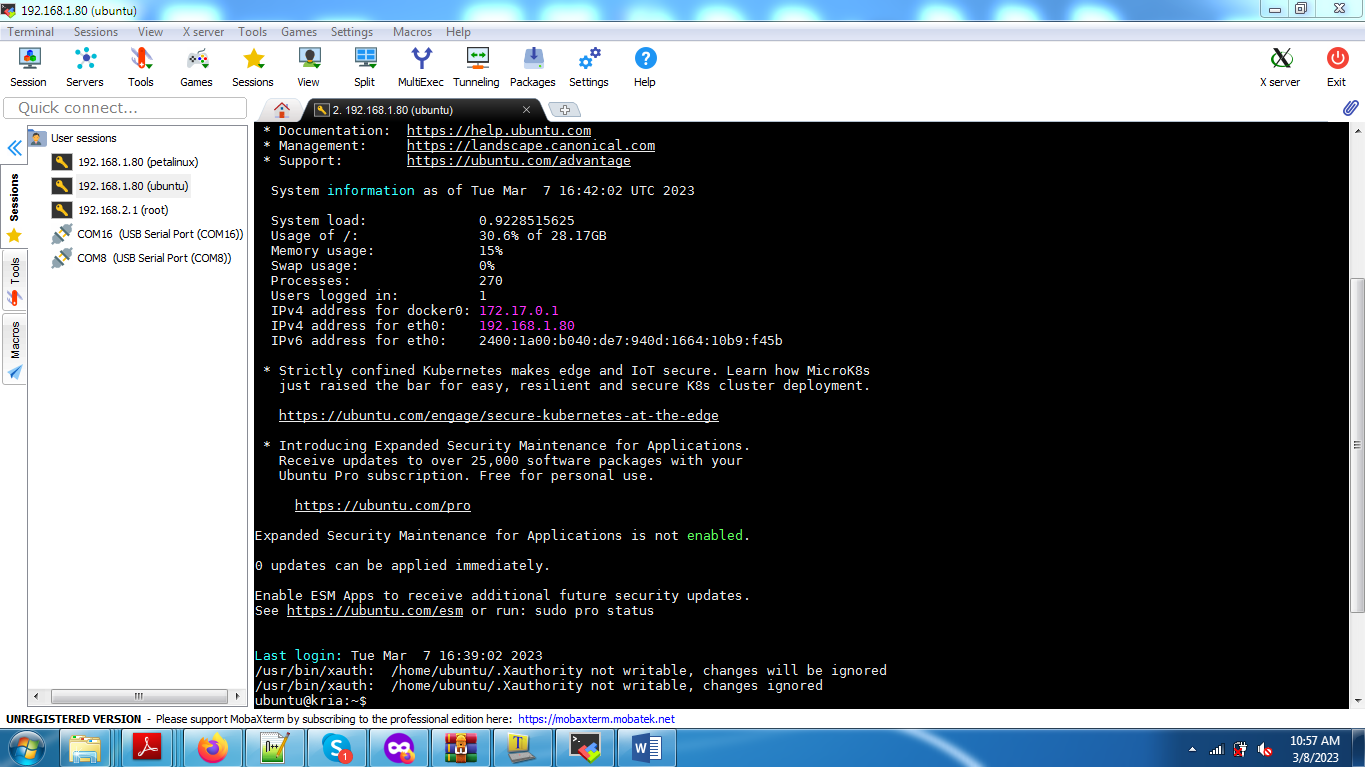 192.168.1.80 (ubuntu)
Terminal Sessions View X server Tools Games Settings Macros Help
Session Servers Tools Games Sessions View Split MultiExec Tunneling Packages Settings Help X server Exit
Quick connect...
2. 192.168.1.80 (ubuntu)
User sessions
192.168.1.80 (petalinux)
192.168.1.80 (ubuntu)
192.168.2.1 (root)
COM16 (USB Serial Port (COM16))
COM8 (USB Serial Port (COM8))
Sessions
Tools
Macros
* Documentation: https://help.ubuntu.com
* Management: https://landscape.canonical.com
* Support: https://ubuntu.com/advantage
System information as of Tue Mar 7 16:42:02 UTC 2023
System load: 0.9228515625
Usage of /: 30.6% of 28.17GB
Memory usage: 15%
Swap usage: 0%
Processes: 270
Users logged in: 1
IPv4 address for docker0: 172.17.0.1
IPv4 address for eth0: 192.168.1.80
IPv6 address for eth0: 2400:1a00:b040:de7:940d:1664:10b9:f45b
* Strictly confined Kubernetes makes edge and IoT secure. Learn how MicroK8s
just raised the bar for easy, resilient and secure K8s cluster deployment.
https://ubuntu.com/engage/secure-kubernetes-at-the-edge
* Introducing Expanded Security Maintenance for Applications.
Receive updates to over 25,000 software packages with your
Ubuntu Pro subscription. Free for personal use.
https://ubuntu.com/pro
Expanded Security Maintenance for Applications is not enabled.
0 updates can be applied immediately.
Enable ESM Apps to receive additional future security updates.
See https://ubuntu.com/esm or run: sudo pro status
Last login: Tue Mar 7 16:39:02 2023
/usr/bin/xauth: /home/ubuntu/.Xauthority not writable, changes will be ignored
/usr/bin/xauth: /home/ubuntu/.Xauthority not writable, changes ignored
ubuntu@kria:~$
UNREGISTERED VERSION - Please support MobaXterm by subscribing to the professional edition here: https://mobaxterm.mobatek.net
10:57 AM
3/8/2023